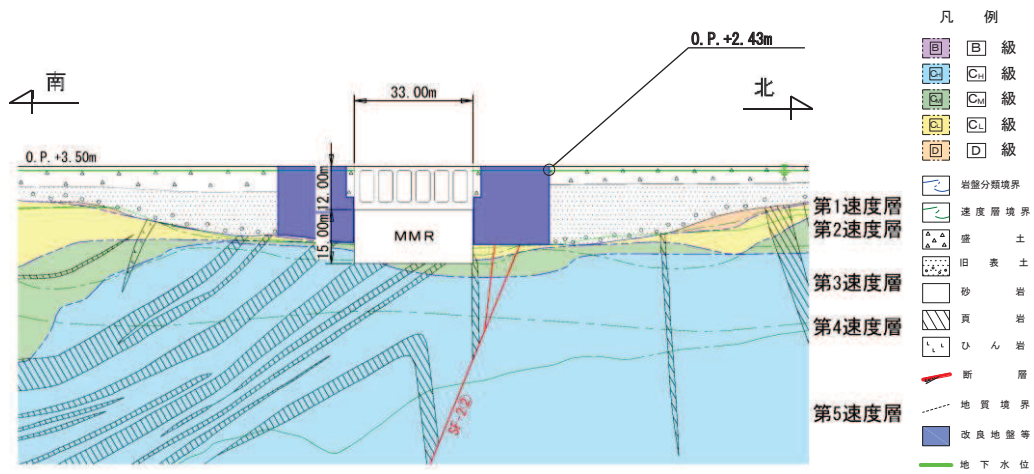 凡 例
B B 級
CH CH 級
CM CM 級
CL CL 級
D D 級
岩盤分類境界
速度層境界
盛 土
旧 表 土
砂 岩
頁 岩
ひ ん 岩
断 層
地 質 境 界
改 良 地 盤 等
地 下 水 位
O.P.+2.43m
南
33.00m
北
O.P.+3.50m
12.00m
15.00m
MMR
第1速度層
第2速度層
第3速度層
第4速度層
第5速度層
SF-2②